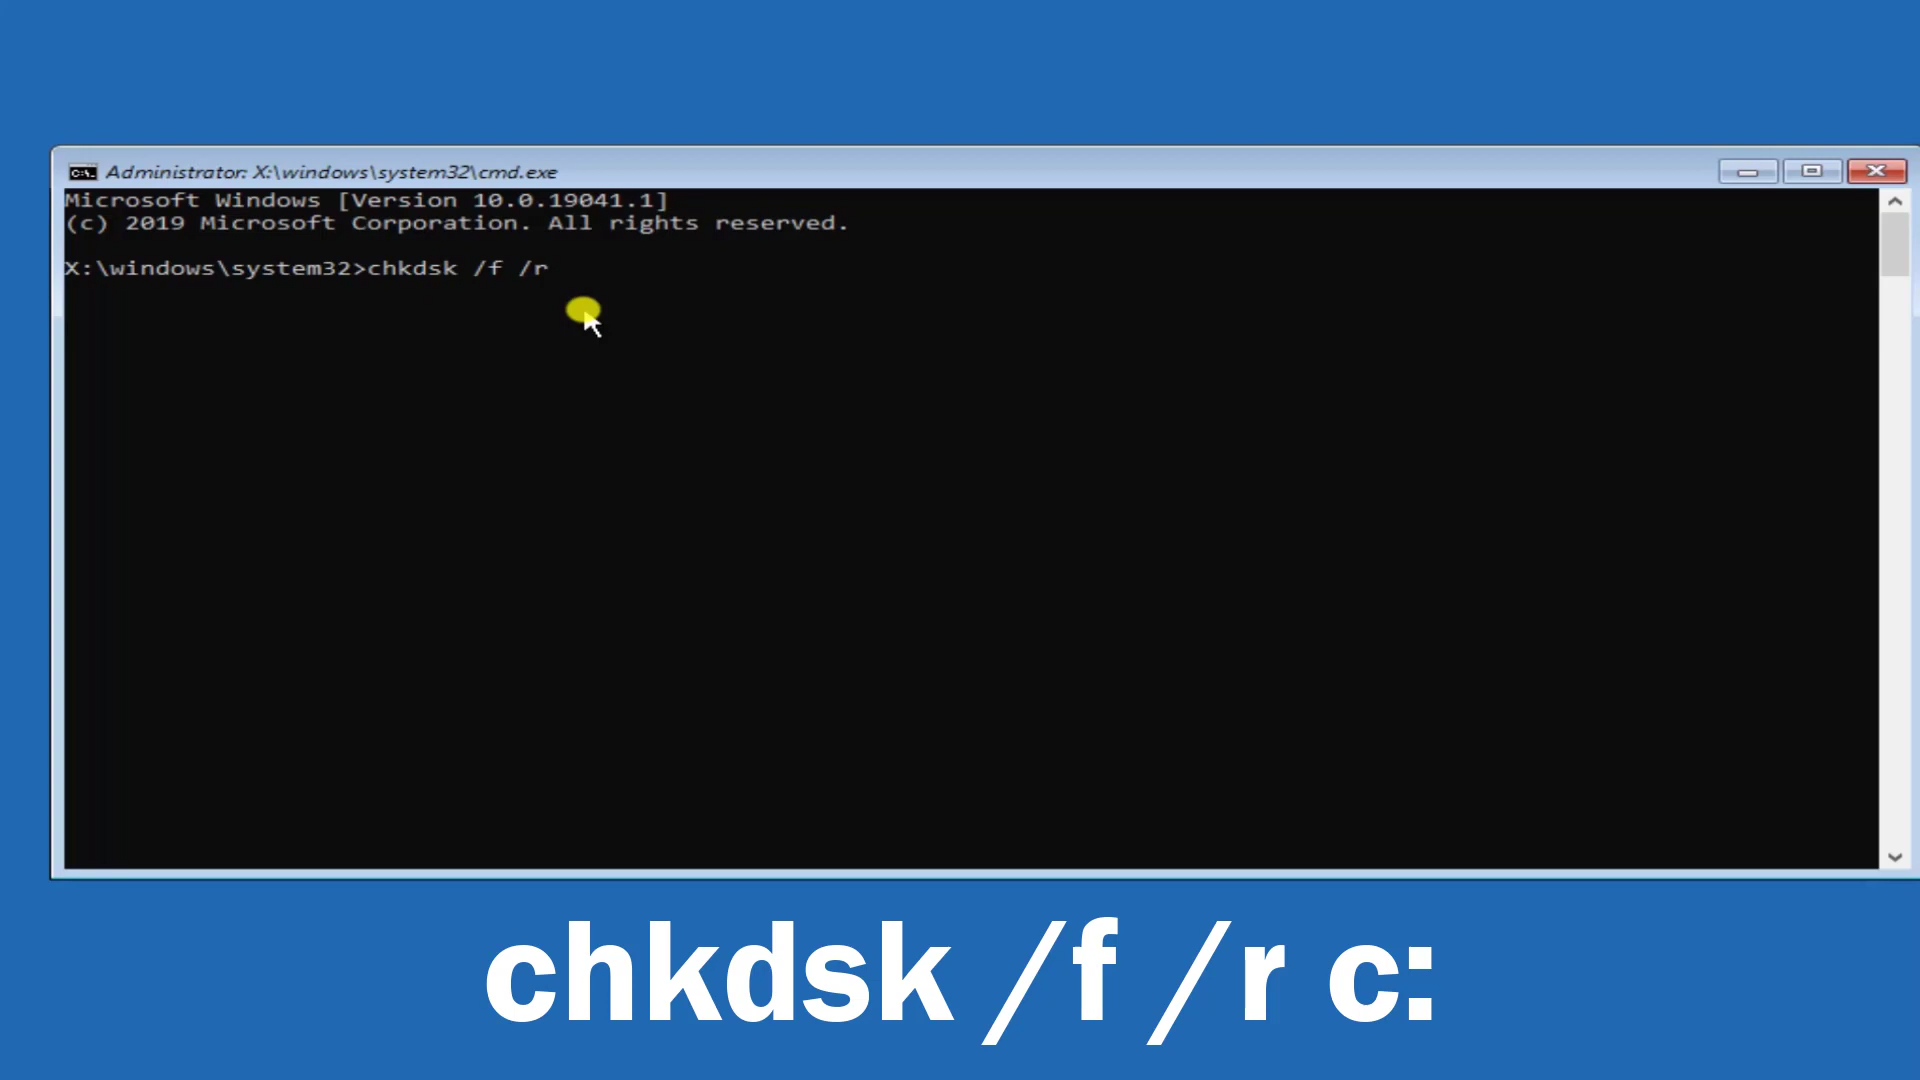 Administrator: X:\windows\system32\cmd.exe
Microsoft Windows [Version 10.0.19041.1]
(c) 2019 Microsoft Corporation. All rights reserved.
X:\windows\system32>chkdsk /f /r
chkdsk /f /r c: